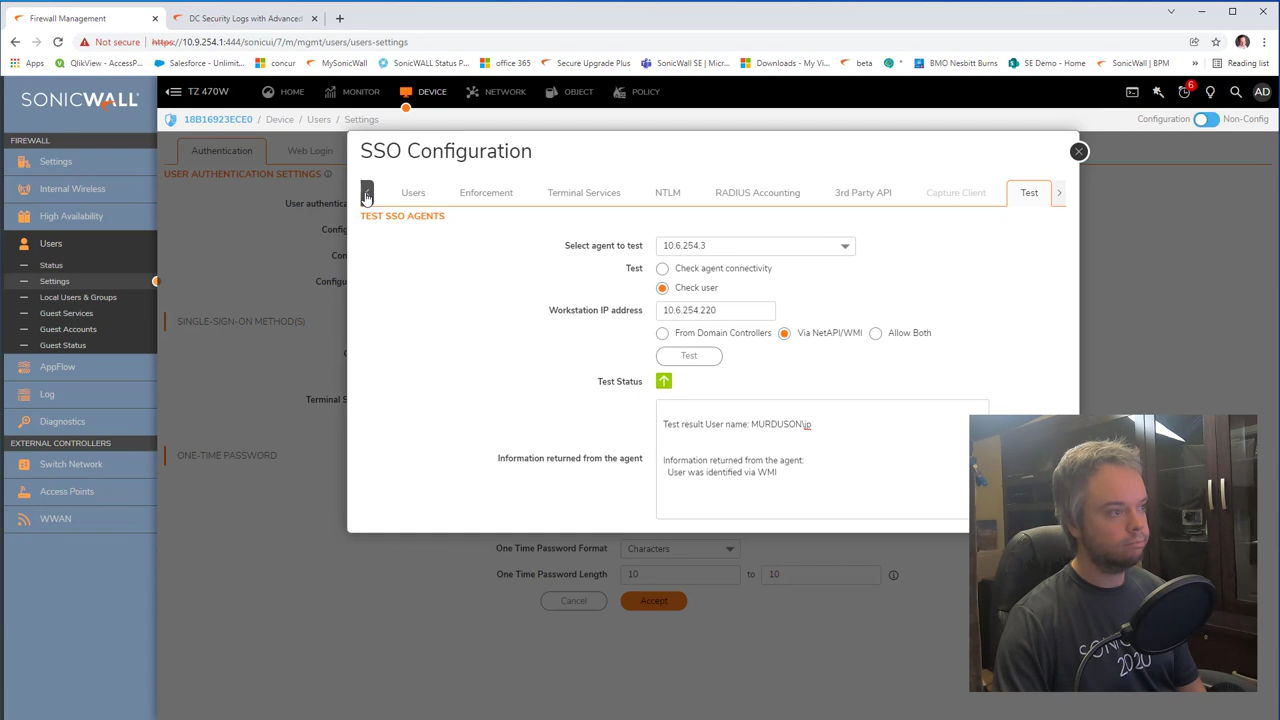 Firewall Management
DC Security Logs with Advanced
Not secure
https://10.9.254.1:444/sonicui/7/m/mgmt/users/users-settings
Apps
QlikView - AccessP...
Salesforce - Unlimited...
concur
MySonicWall
SonicWALL Status P...
office 365
Secure Upgrade Plus
SonicWall SE | Micro...
Downloads - My Vi...
beta
BMO Nesbitt Burns
SE Demo - Home
SonicWall | BPM
Reading list
SONICWALL
TZ 470W
HOME
MONITOR
DEVICE
NETWORK
OBJECT
POLICY
6
AD
18B16923ECE0 / Device / Users / Settings
Configuration
Non-Config
FIREWALL
Settings
Internal Wireless
High Availability
Users
Status
Settings
Local Users & Groups
Guest Services
Guest Accounts
Guest Status
AppFlow
Log
Diagnostics
EXTERNAL CONTROLLERS
Switch Network
Access Points
WWAN
Authentication
Web Login
USER AUTHENTICATION SETTINGS
User authentica
Config
Con
Configu
SINGLE-SIGN-ON METHOD(S)
Terminal S
ONE-TIME PASSWORD
SSO Configuration
Users
Enforcement
Terminal Services
NTLM
RADIUS Accounting
3rd Party API
Capture Client
Test
TEST SSO AGENTS
Select agent to test
10.6.254.3
Test
Check agent connectivity
Check user
Workstation IP address
10.6.254.220
From Domain Controllers
Via NetAPI/WMI
Allow Both
Test
Test Status
Test result User name: MURDUSON\jp
Information returned from the agent
Information returned from the agent:
User was identified via WMI
One Time Password Format
Characters
One Time Password Length
10
to
10
Cancel
Accept
2020